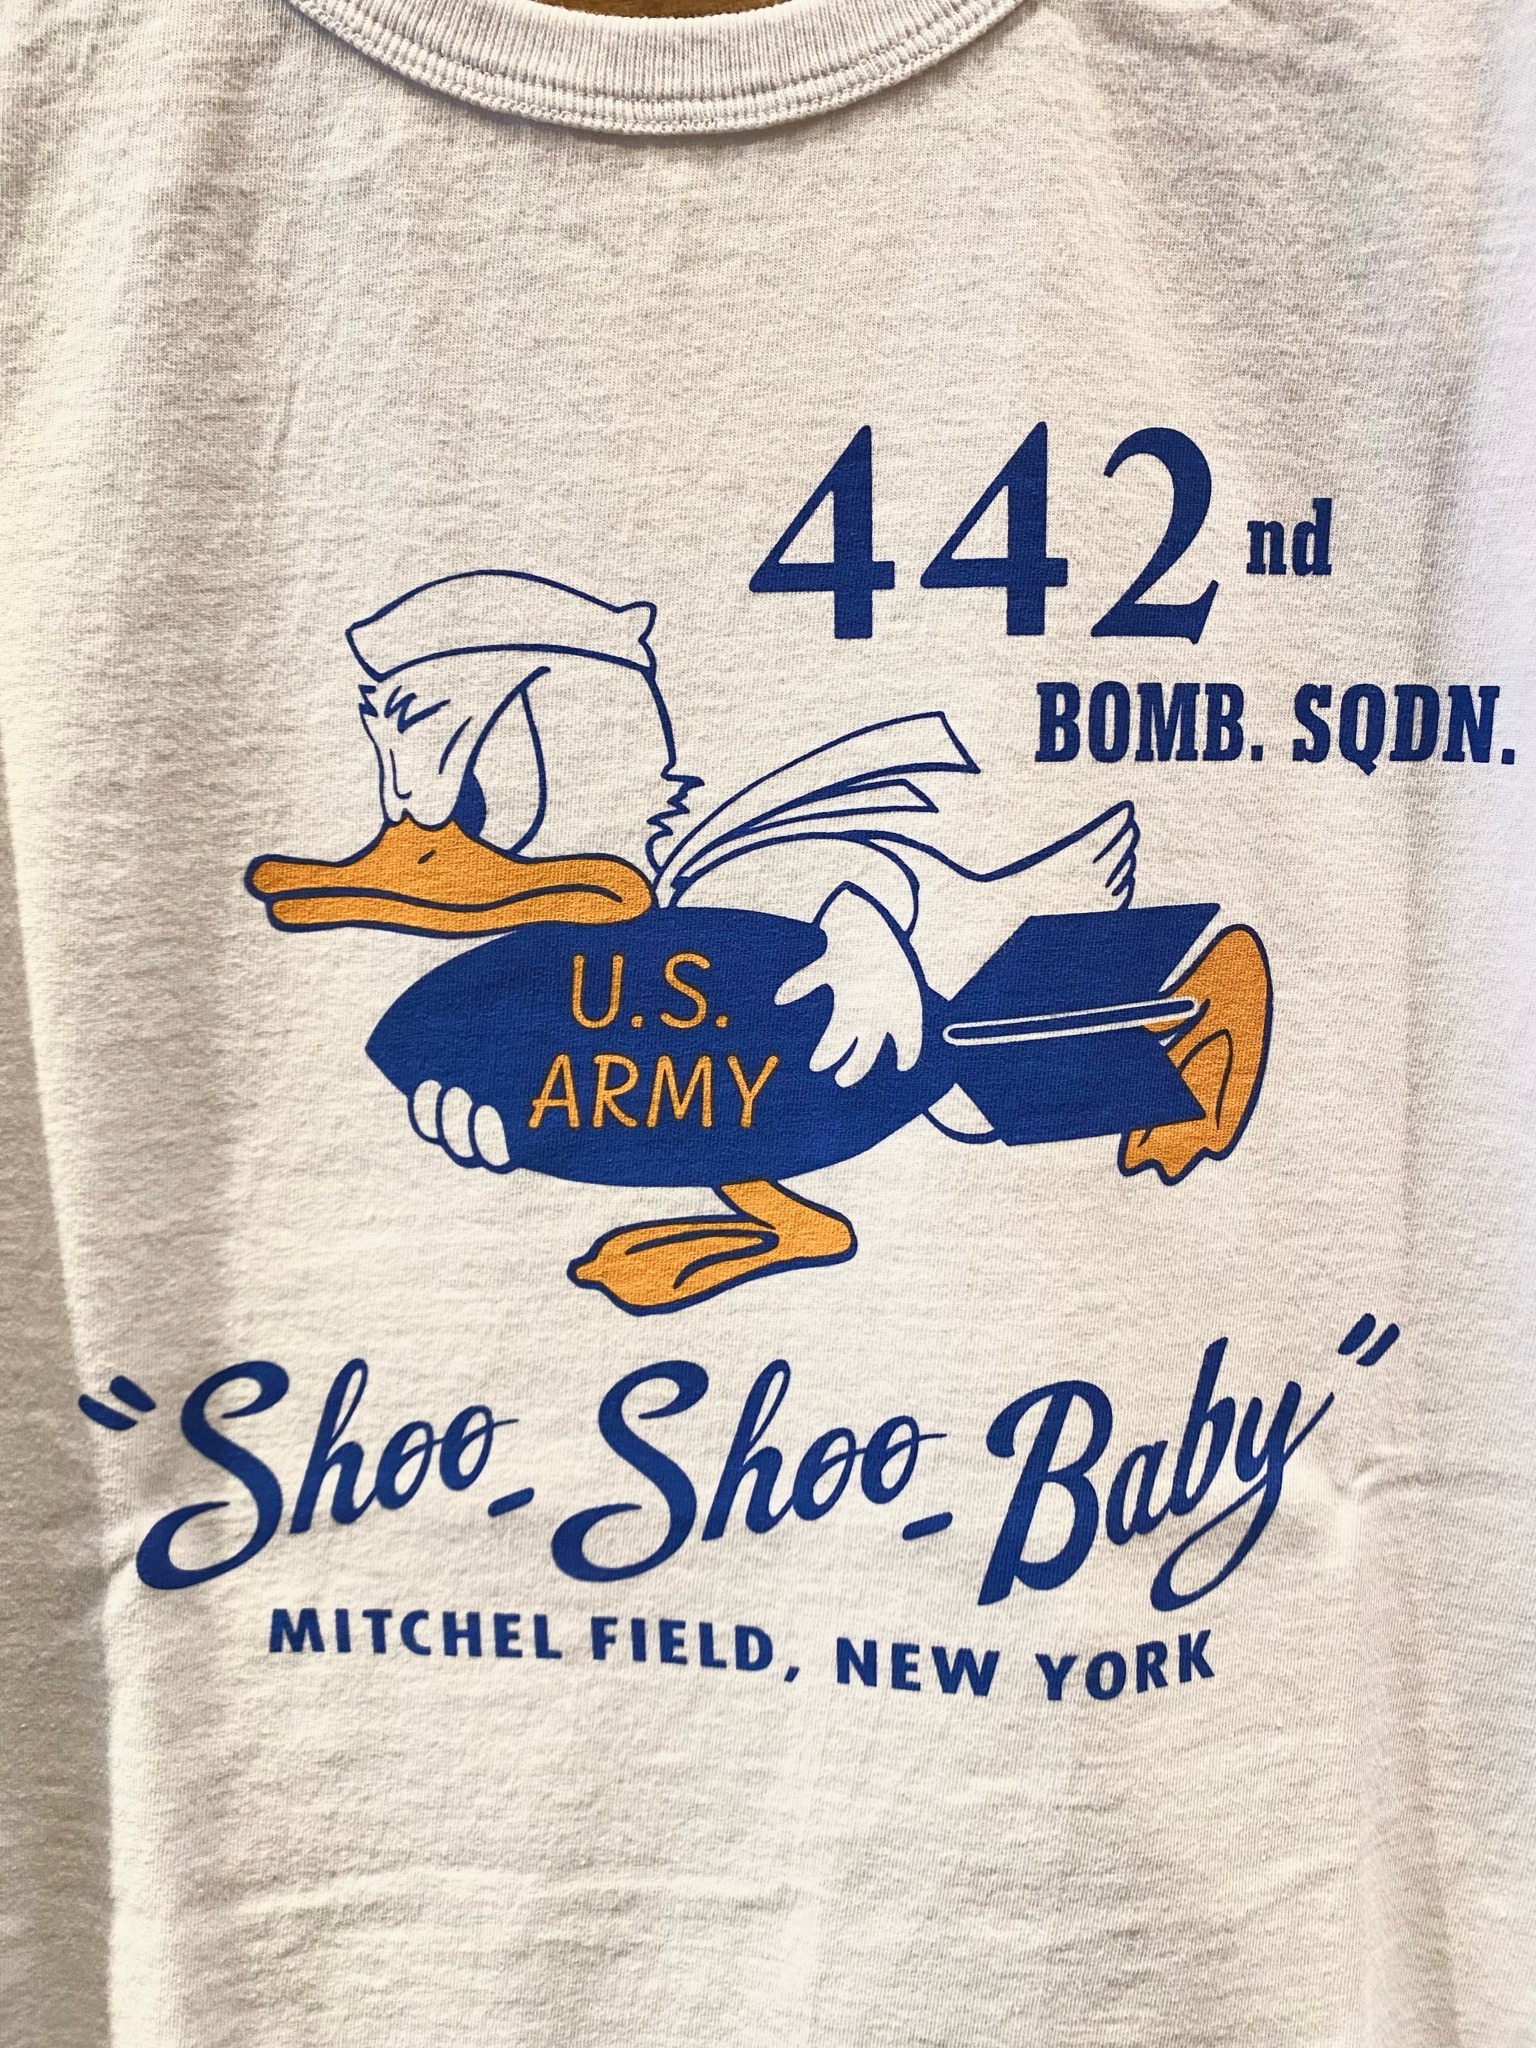 442nd
BOMB. SQDN.
U.S.
ARMY
"Shoo-Shoo-Baby"
MITCHEL FIELD, NEW YORK